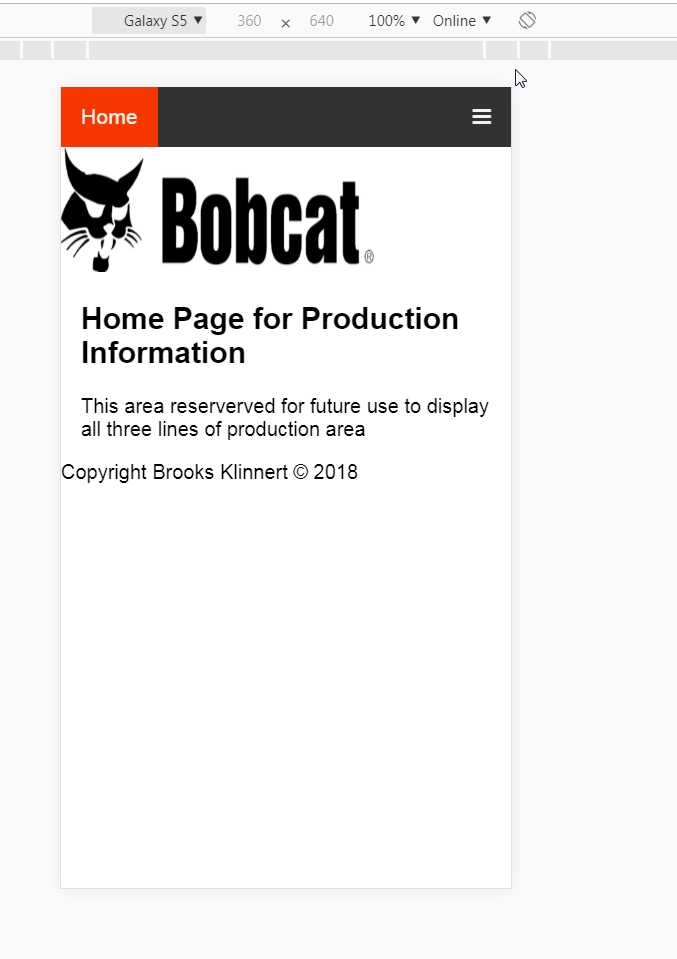 Galaxy S5 ▼ 360 × 640 100% ▼ Online ▼
Home
Bobcat®
Home Page for Production
Information
This area reserverved for future use to display
all three lines of production area
Copyright Brooks Klinnert © 2018